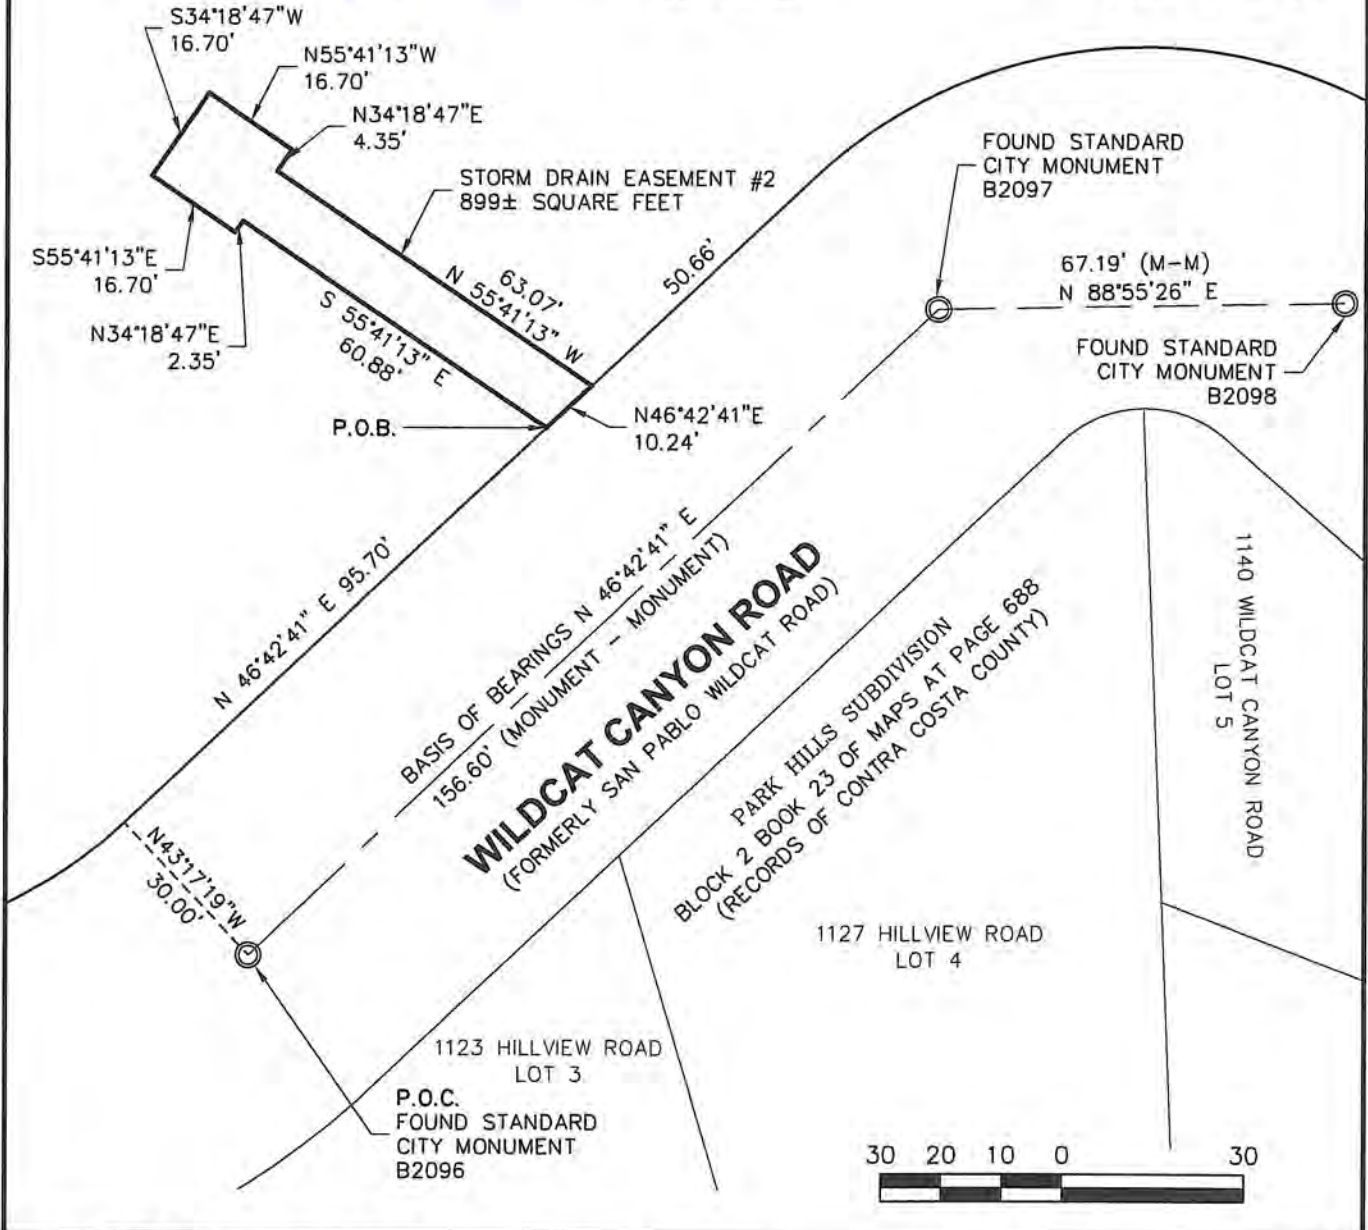 S34°18'47"W
16.70'
N55°41'13"W
16.70'
N34°18'47"E
4.35'
STORM DRAIN EASEMENT #2
899± SQUARE FEET
FOUND STANDARD
CITY MONUMENT
B2097
67.19' (M-M)
N 88°55'26" E
FOUND STANDARD
CITY MONUMENT
B2098
S55°41'13"E
16.70'
N34°18'47"E
2.35'
63.07'
N 55°41'13" W
50.66'
S 55°41'13" E
60.88'
P.O.B.
N46°42'41"E
10.24'
N 46°42'41" E 95.70'
BASIS OF BEARINGS N 46°42'41" E
156.60' (MONUMENT - MONUMENT)
WILDCAT CANYON ROAD
(FORMERLY SAN PABLO WILDCAT ROAD)
PARK HILLS SUBDIVISION
BLOCK 2 BOOK 23 OF MAPS AT PAGE 688
(RECORDS OF CONTRA COSTA COUNTY)
1140 WILDCAT CANYON ROAD
LOT 5
N43°17'19"W
30.00'
1127 HILLVIEW ROAD
LOT 4
1123 HILLVIEW ROAD
LOT 3
P.O.C.
FOUND STANDARD
CITY MONUMENT
B2096
30 20 10 0 30